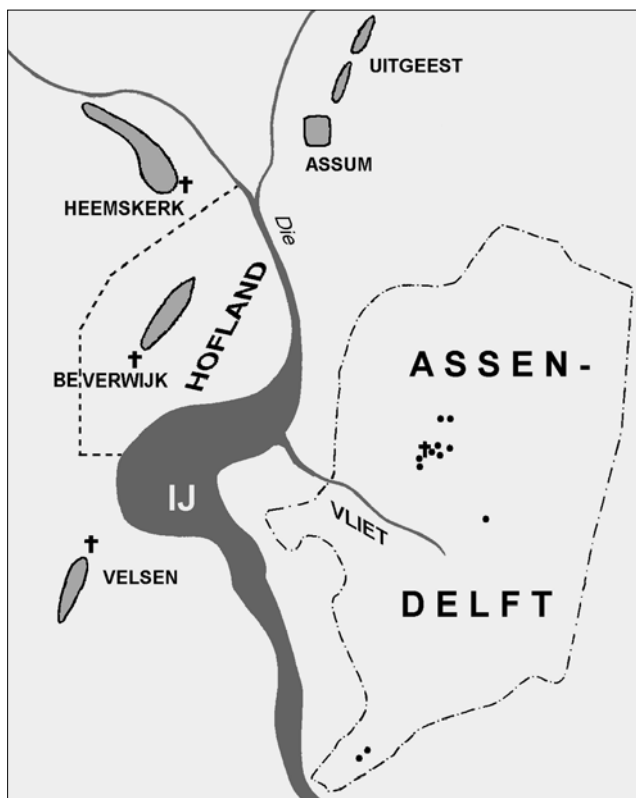 UITGEEST
ASSUM
HEEMSKERK
Die
HOFLAND
BEVERWIJK
ASSEN-
IJ
VLIET
VELSEN
DELFT